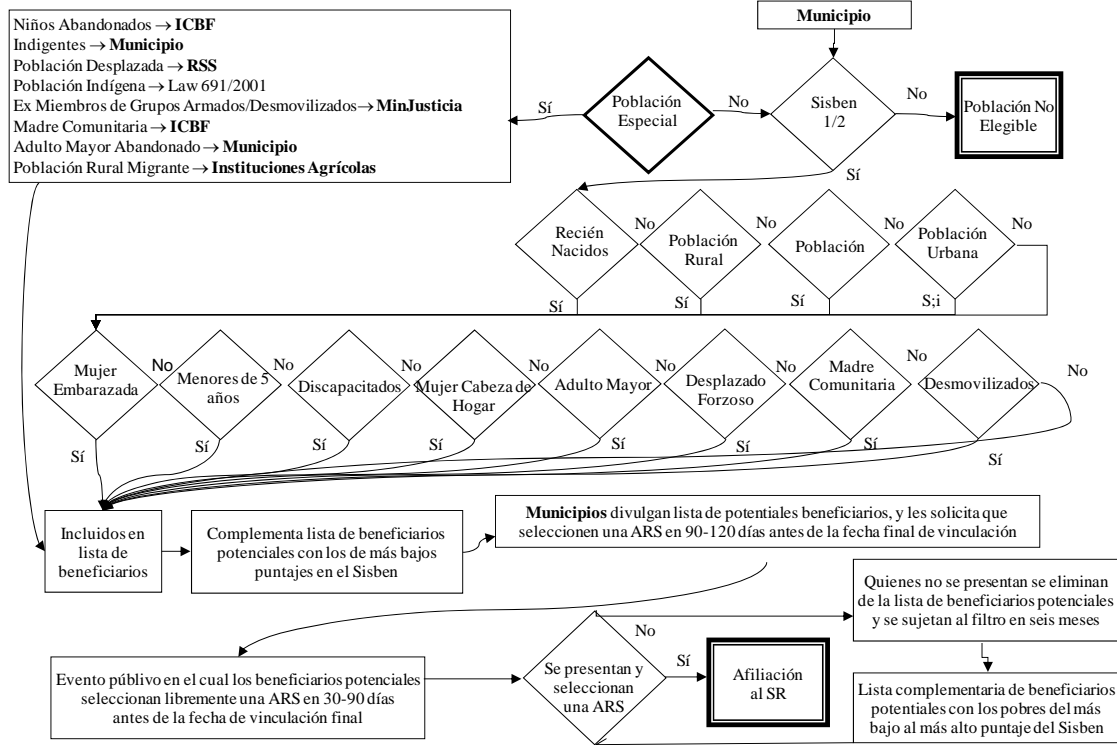 Niños Abandonados → ICBF
Indigentes → Municipio
Población Desplazada → RSS
Población Indígena → Law 691/2001
Ex Miembros de Grupos Armados/Desmovilizados → MinJusticia
Madre Comunitaria → ICBF
Adulto Mayor Abandonado → Municipio
Población Rural Migrante → Instituciones Agrícolas
Municipio
Sí
Población
Especial
No
Sisben
1/2
No
Población No
Elegible
Sí
Recién
Nacidos
No
Población
Rural
No
Población
No
Población
Urbana
No
Sí
Sí
Sí
S;i
Mujer
Embarazada
No
Menores de 5
años
No
Discapacitados
No
Mujer Cabeza de
Hogar
No
Adulto Mayor
No
Desplazado
Forzoso
No
Madre
Comunitaria
No
Desmovilizados
No
Sí
Sí
Sí
Sí
Sí
Sí
Sí
Sí
Incluidos en
lista de
beneficiarios
Complementa lista de beneficiarios
potenciales con los de más bajos
puntajes en el Sisben
Municipios divulgan lista de potentiales beneficiarios, y les solicita que
seleccionen una ARS en 90-120 días antes de la fecha final de vinculación
Evento público en el cual los beneficiarios potenciales
seleccionan libremente una ARS en 30-90 días
antes de la fecha de vinculación final
Se presentan y
seleccionan
una ARS
No
Sí
Afiliación
al SR
Quienes no se presentan se eliminan
de la lista de beneficiarios potenciales
y se sujetan al filtro en seis meses
Lista complementaria de beneficiarios
potentiales con los pobres del más
bajo al más alto puntaje del Sisben